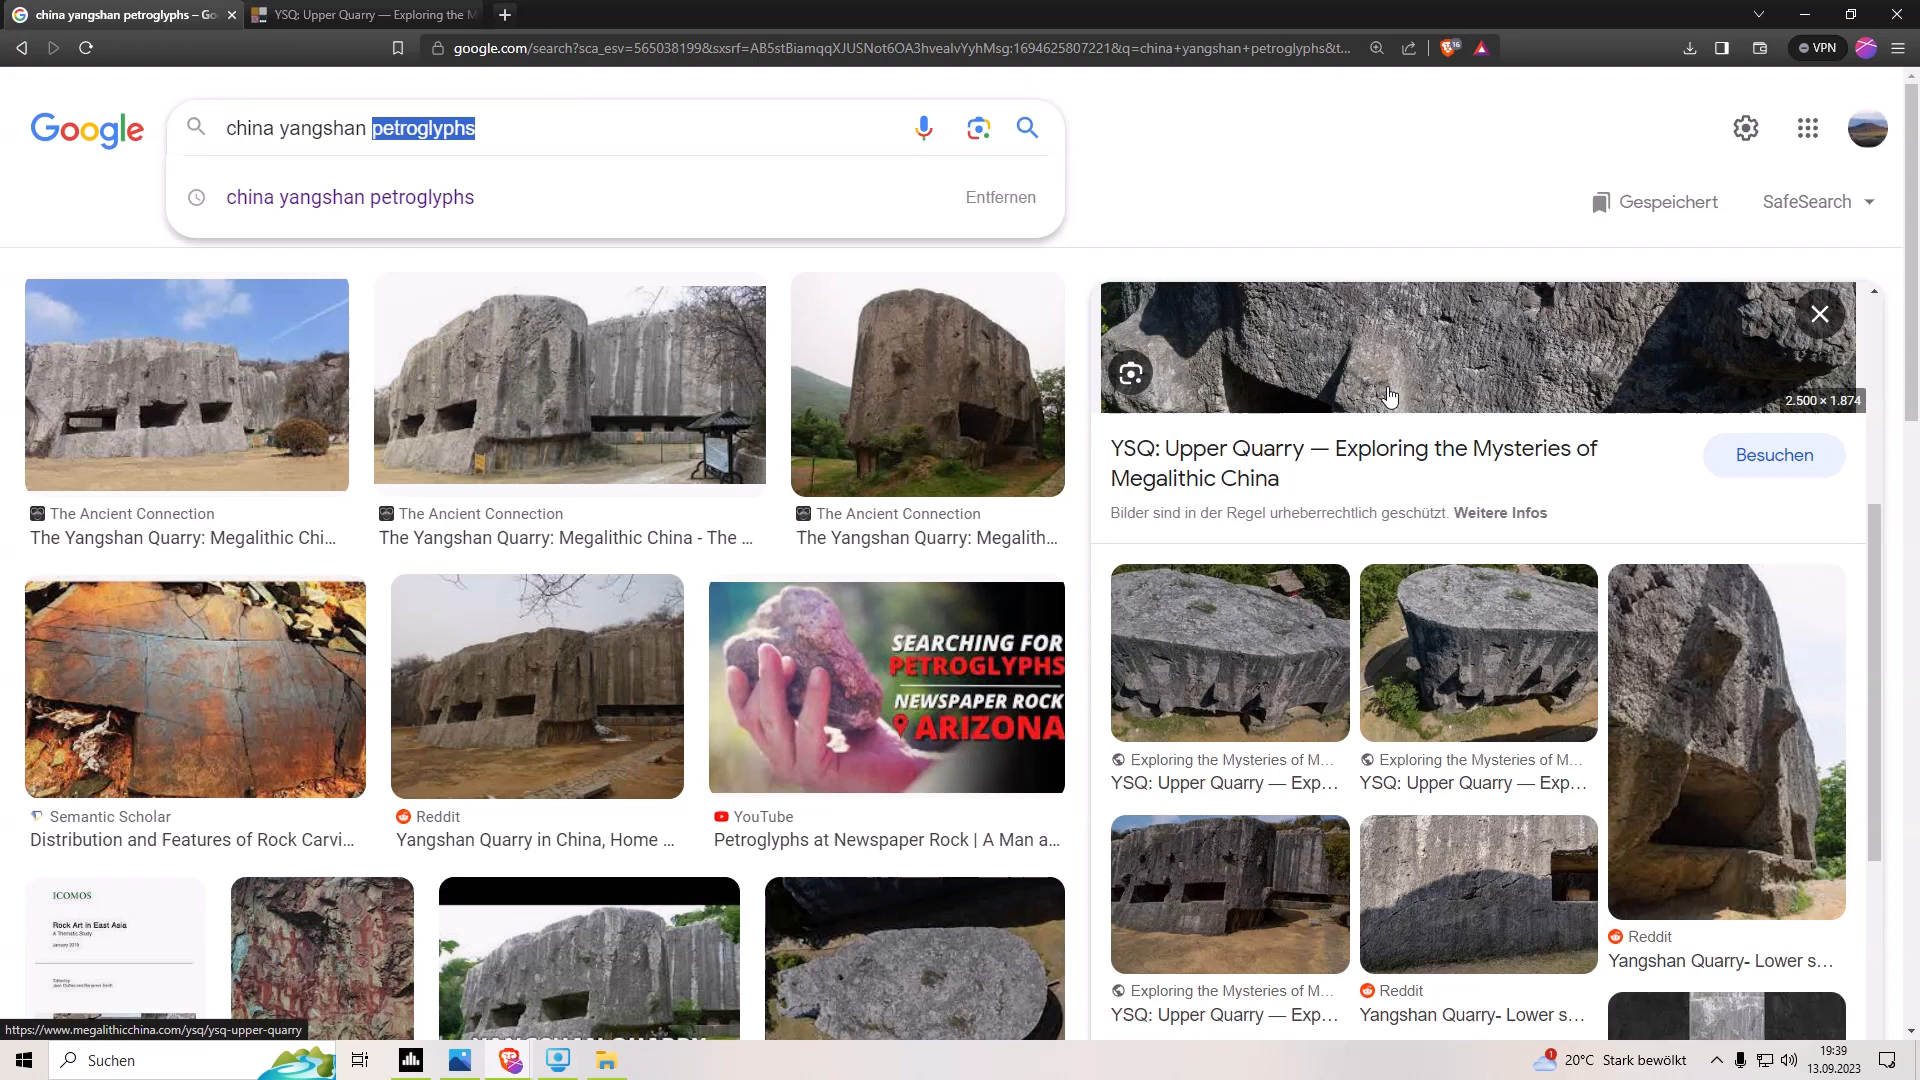 china yangshan petroglyphs – Go
YSQ: Upper Quarry — Exploring the M
google.com/search?sca_esv=565038199&sxsrf=AB5stBiamqqXJUSNot6OA3hvealvYyhMsg:1694625807221&q=china+yangshan+petroglyphs&t...
16
VPN
Google
china yangshan petroglyphs
china yangshan petroglyphs
Entfernen
Gespeichert
SafeSearch
2.500 × 1.874
YSQ: Upper Quarry — Exploring the Mysteries of
Megalithic China
Besuchen
Bilder sind in der Regel urheberrechtlich geschützt. Weitere Infos
The Ancient Connection
The Yangshan Quarry: Megalithic Chi...
The Ancient Connection
The Yangshan Quarry: Megalithic China - The ...
The Ancient Connection
The Yangshan Quarry: Megalith...
SEARCHING FOR
PETROGLYPHS
NEWSPAPER ROCK
ARIZONA
Semantic Scholar
Distribution and Features of Rock Carvi...
Reddit
Yangshan Quarry in China, Home ...
YouTube
Petroglyphs at Newspaper Rock | A Man a...
Exploring the Mysteries of M...
YSQ: Upper Quarry — Exp...
Exploring the Mysteries of M...
YSQ: Upper Quarry — Exp...
Reddit
Yangshan Quarry- Lower s...
Exploring the Mysteries of M...
YSQ: Upper Quarry — Exp...
Reddit
Yangshan Quarry- Lower s...
ICOMOS
Rock Art in East Asia
A Thematic Study
https://www.megalithicchina.com/ysq/ysq-upper-quarry
Suchen
1
20°C Stark bewölkt
19:39
13.09.2023